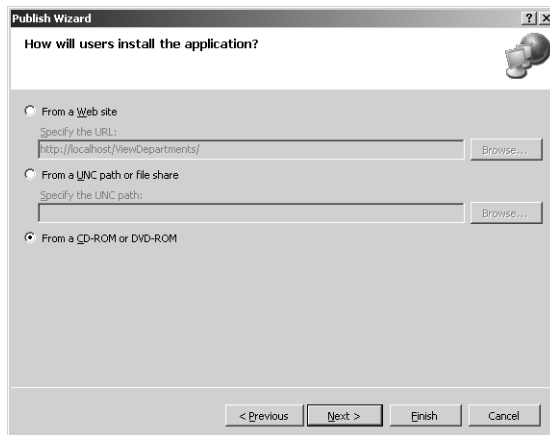 Publish Wizard
How will users install the application?
From a Web site
Specify the URL:
http://localhost/ViewDepartments/
Browse...
From a UNC path or file share
Specify the UNC path:
Browse...
From a CD-ROM or DVD-ROM
< Previous Next > Finish Cancel